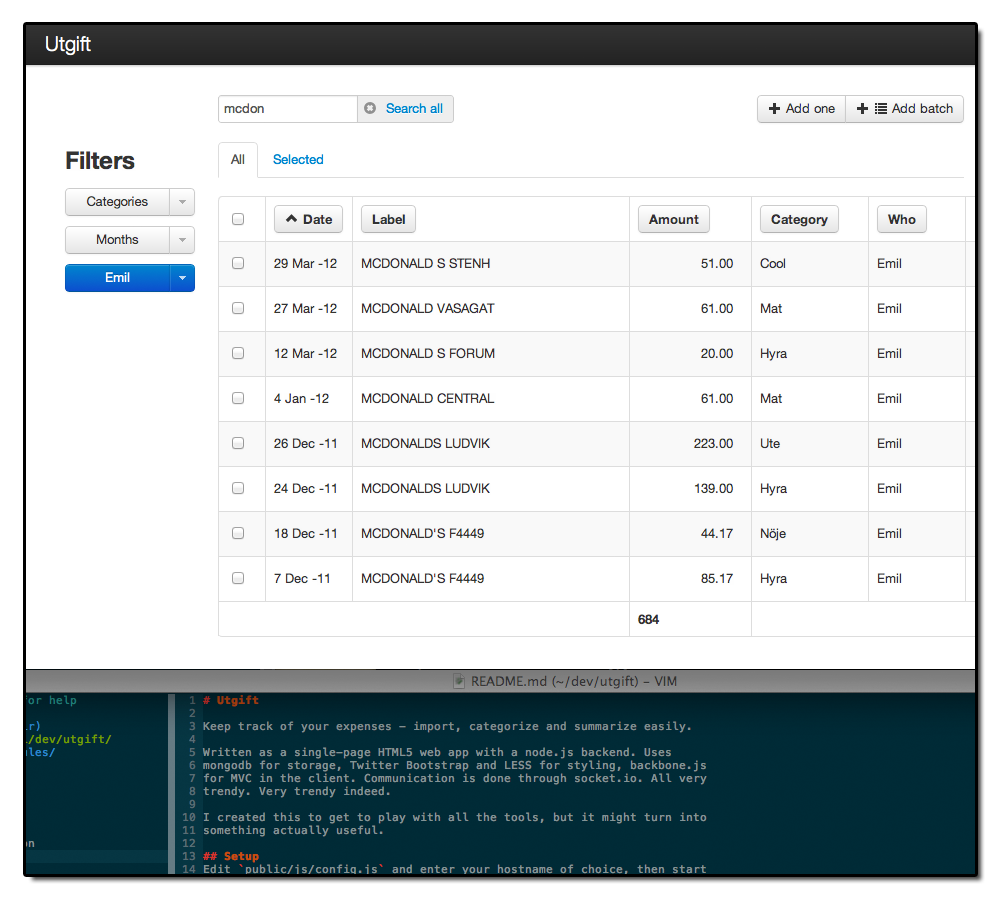 Utgift
mcdon Search all Add one Add batch
Filters
Categories
Months
Emil
All Selected
Date Label Amount Category Who
29 Mar -12 MCDONALD S STENH 51.00 Cool Emil
27 Mar -12 MCDONALD VASAGAT 61.00 Mat Emil
12 Mar -12 MCDONALD S FORUM 20.00 Hyra Emil
4 Jan -12 MCDONALD CENTRAL 61.00 Mat Emil
26 Dec -11 MCDONALDS LUDVIK 223.00 Ute Emil
24 Dec -11 MCDONALDS LUDVIK 139.00 Hyra Emil
18 Dec -11 MCDONALD'S F4449 44.17 Nöje Emil
7 Dec -11 MCDONALD'S F4449 85.17 Hyra Emil
684
README.md (~/dev/utgift) – VIM
or help
r)
/dev/utgift/
les/
n
1 # Utgift
2
3 Keep track of your expenses - import, categorize and summarize easily.
4
5 Written as a single-page HTML5 web app with a node.js backend. Uses
6 mongodb for storage, Twitter Bootstrap and LESS for styling, backbone.js
7 for MVC in the client. Communication is done through socket.io. All very
8 trendy. Very trendy indeed.
9
10 I created this to get to play with all the tools, but it might turn into
11 something actually useful.
12
13 ## Setup
14 Edit `public/js/config.js` and enter your hostname of choice, then start